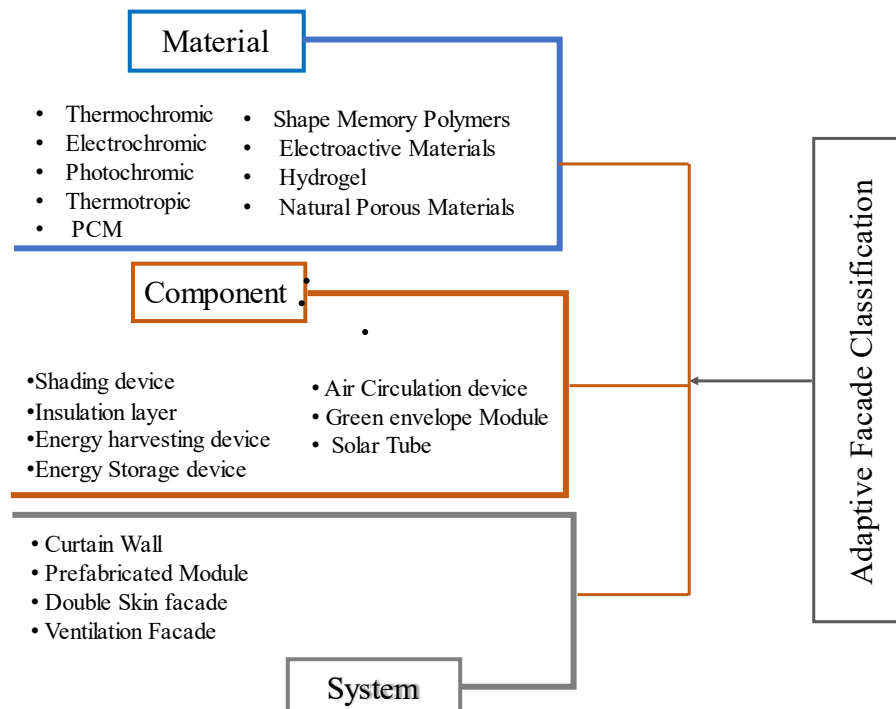 Material
• Thermochromic
• Electrochromic
• Photochromic
• Thermotropic
• PCM
• Shape Memory Polymers
• Electroactive Materials
• Hydrogel
• Natural Porous Materials
Component
•Shading device
•Insulation layer
•Energy harvesting device
•Energy Storage device
• Air Circulation device
• Green envelope Module
• Solar Tube
• Curtain Wall
• Prefabricated Module
• Double Skin facade
• Ventilation Facade
System
Adaptive Facade Classification